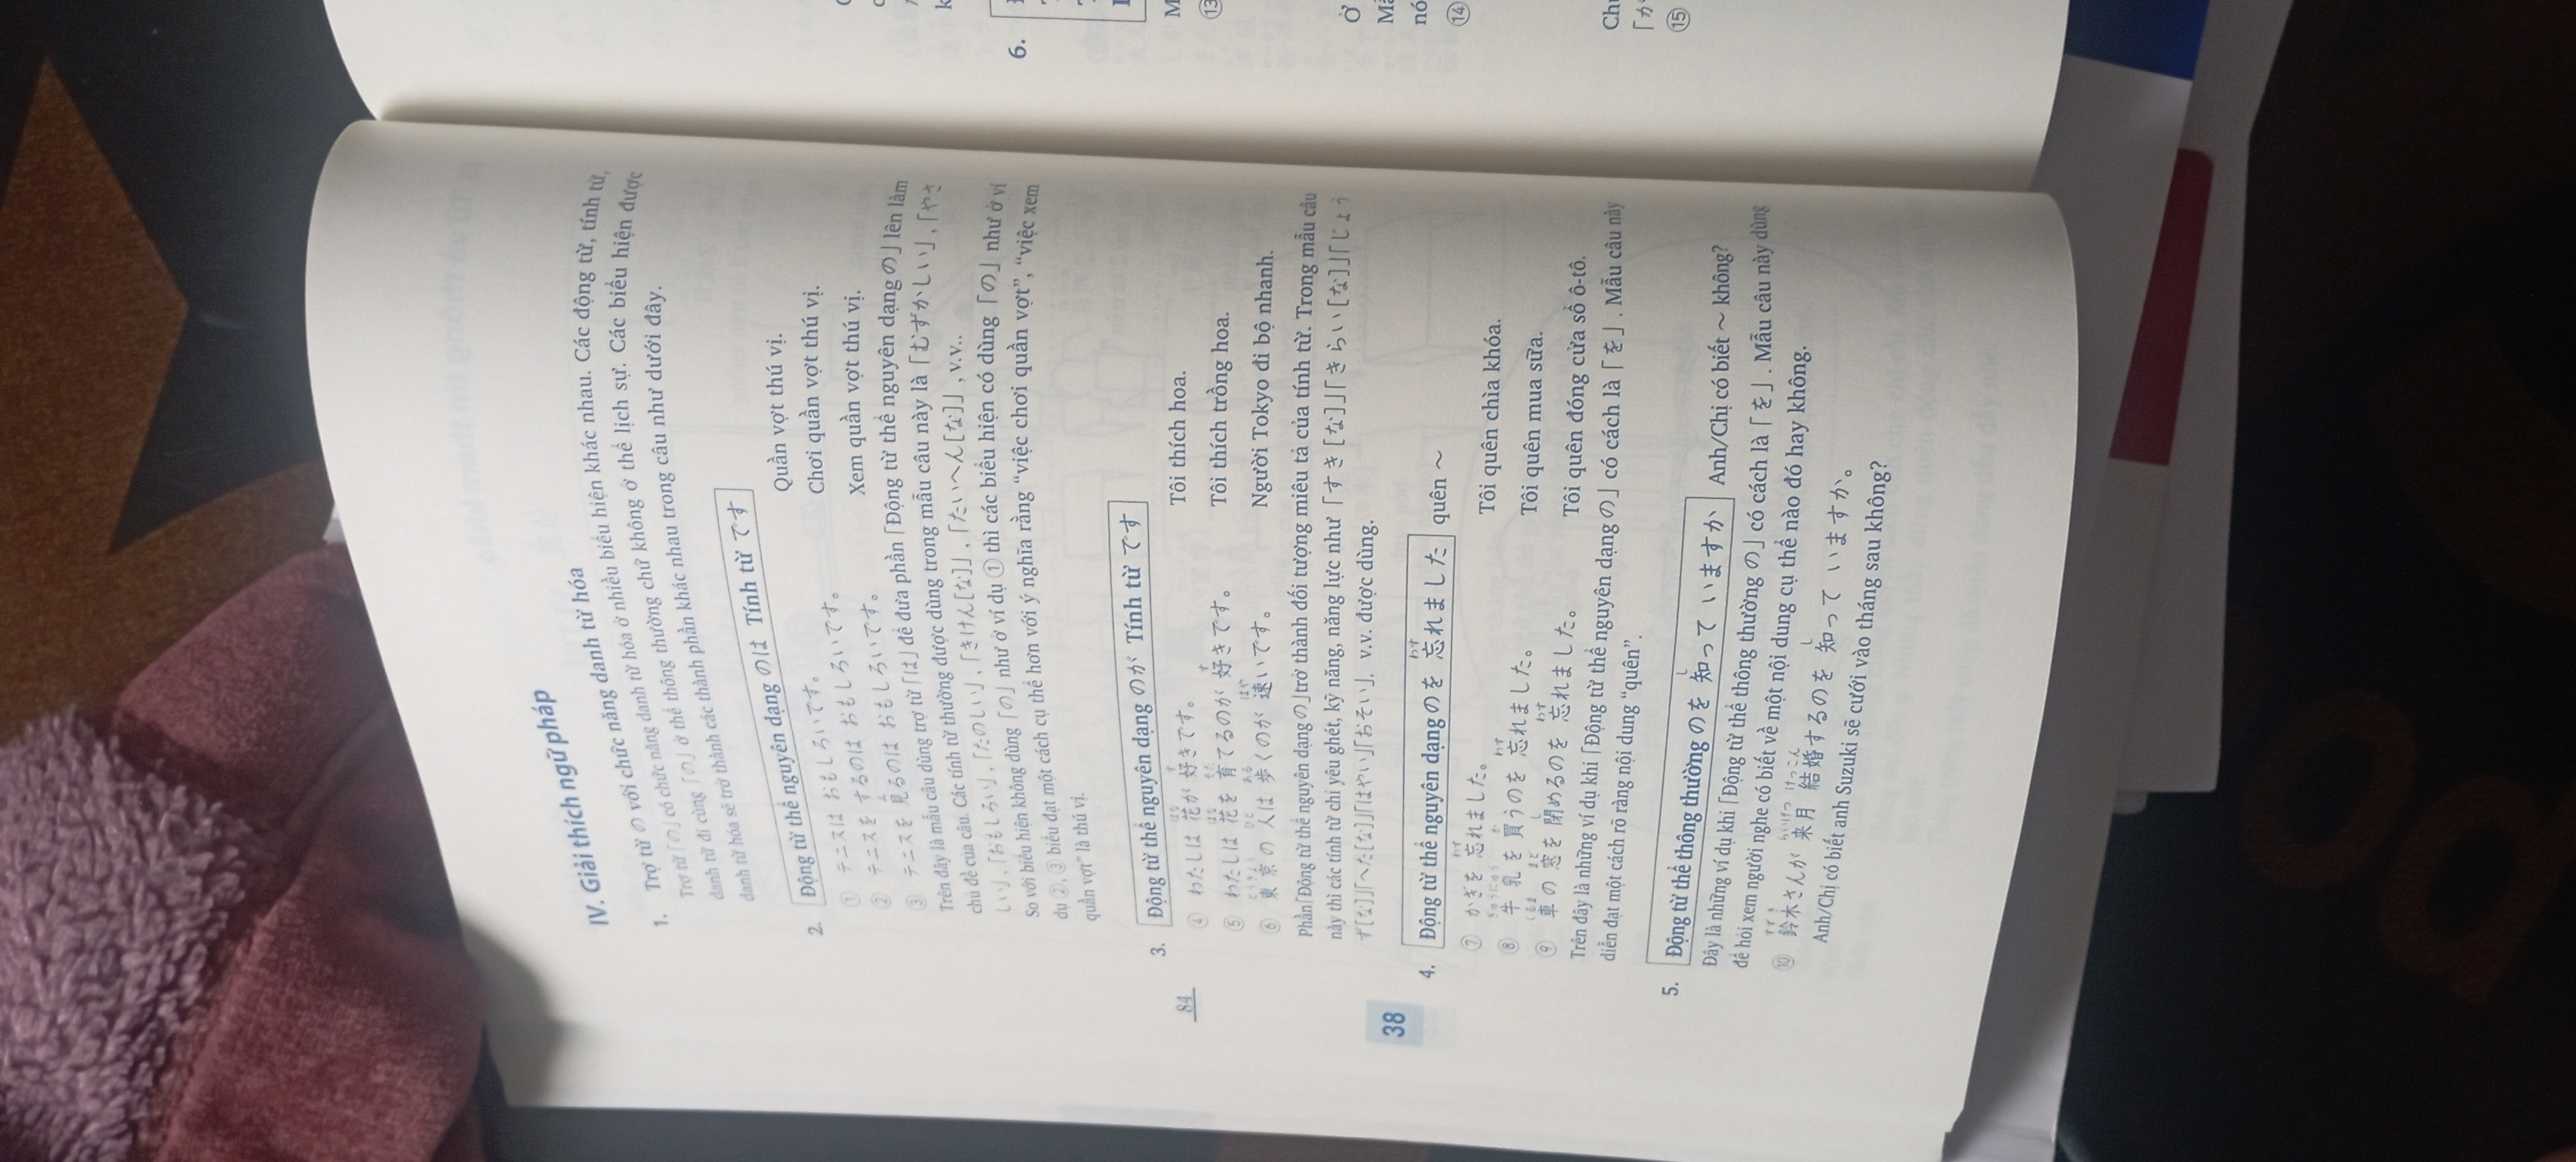 IV. Giải thích ngữ pháp
1. Trợ từ の với chức năng danh từ hóa
Trợ từ「の」có chức năng danh từ hóa ở nhiều biểu hiện khác nhau. Các động từ, tính từ,
danh từ đi cùng「の」ở thể thông thường chứ không ở thể lịch sự. Các biểu hiện được
danh từ hóa sẽ trở thành các thành phần khác nhau trong câu như dưới đây.
2. Động từ thể nguyên dạng のは Tính từ です
① テニスは おもしろいです。 Quần vợt thú vị.
② テニスを するのは おもしろいです。 Chơi quần vợt thú vị.
③ テニスを 見るのは おもしろいです。 Xem quần vợt thú vị.
Trên đây là mẫu câu dùng trợ từ「は」để đưa phần「Động từ thể nguyên dạng の」lên làm
chủ đề của câu. Các tính từ thường được dùng trong mẫu câu này là「むずかしい」,「やさ
しい」,「おもしろい」,「たのしい」,「きけん[な]」,「たいへん[な]」, v.v..
So với biểu hiện không dùng「の」như ở ví dụ ① thì các biểu hiện có dùng「の」như ở ví
dụ ②, ③ biểu đạt một cách cụ thể hơn với ý nghĩa rằng “việc chơi quần vợt”, “việc xem
quần vợt” là thú vị.
3. Động từ thể nguyên dạng のが Tính từ です
④ わたしは 花が 好きです。 Tôi thích hoa.
⑤ わたしは 花を 育てるのが 好きです。 Tôi thích trồng hoa.
⑥ 東京の 人は 歩くのが 速いです。 Người Tokyo đi bộ nhanh.
Phần「Động từ thể nguyên dạng の」trở thành đối tượng miêu tả của tính từ. Trong mẫu câu
này thì các tính từ chỉ yêu ghét, kỹ năng, năng lực như「すき[な]」「きらい[な]」「じょう
ず[な]」「へた[な]」「はやい」「おそい」, v.v. được dùng.
84
38
4. Động từ thể nguyên dạng のを 忘れました quên ～
⑦ かぎを 忘れました。 Tôi quên chìa khóa.
⑧ 牛乳を 買うのを 忘れました。 Tôi quên mua sữa.
⑨ 車の 窓を 閉めるのを 忘れました。 Tôi quên đóng cửa sổ ô-tô.
Trên đây là những ví dụ khi「Động từ thể nguyên dạng の」có cách là「を」. Mẫu câu này
diễn đạt một cách rõ ràng nội dung “quên”.
5. Động từ thể thông thường のを 知って いますか Anh/Chị có biết ～ không?
Đây là những ví dụ khi「Động từ thể thông thường の」có cách là「を」. Mẫu câu này dùng
để hỏi xem người nghe có biết về một nội dung cụ thể nào đó hay không.
⑩ 鈴木さんが 来月 結婚するのを 知って いますか。
Anh/Chị có biết anh Suzuki sẽ cưới vào tháng sau không?
6.
⑬
Ở
nó
⑭
⑮